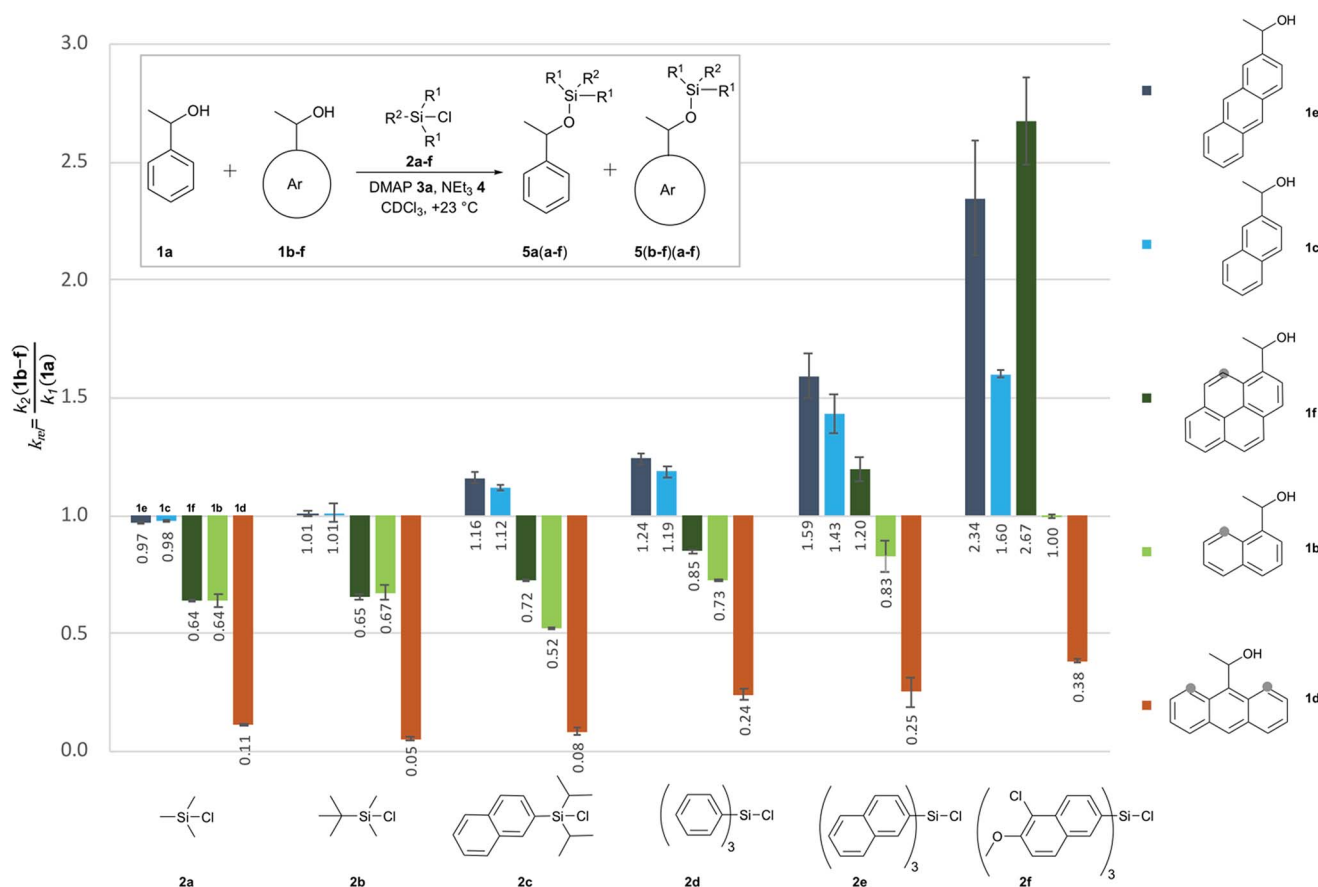 3.0
2.5
2.0
1.5
1.0
0.5
0.0
krel= k2(1b–f) / k1(1a)
OH
OH
R1
R2-Si-Cl
R1
2a-f
R1 R2
Si R1
O
R1 R2
Si R1
O
+
Ar
DMAP 3a, NEt3 4
CDCl3, +23 °C
+
Ar
1a
1b-f
5a(a-f)
5(b-f)(a-f)
1e 1c 1f 1b 1d
0.97 0.98 0.64 0.64 0.11
1.01 1.01 0.65 0.67 0.05
1.16 1.12 0.72 0.52 0.08
1.24 1.19 0.85 0.73 0.24
1.59 1.43 1.20 0.83 0.25
2.34 1.60 2.67 1.00 0.38
Si-Cl
Si-Cl
Si Cl
( )3 Si-Cl
( )3 Si-Cl
( Cl O )3 Si-Cl
2a
2b
2c
2d
2e
2f
OH
1e
OH
1c
OH
1f
OH
1b
OH
1d